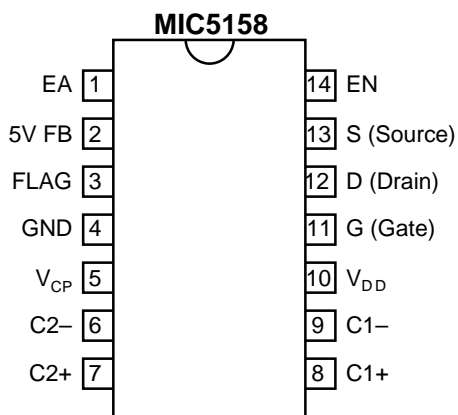 MIC5158
EA 1 14 EN
5V FB 2 13 S (Source)
FLAG 3 12 D (Drain)
GND 4 11 G (Gate)
VCP 5 10 VDD
C2– 6 9 C1–
C2+ 7 8 C1+